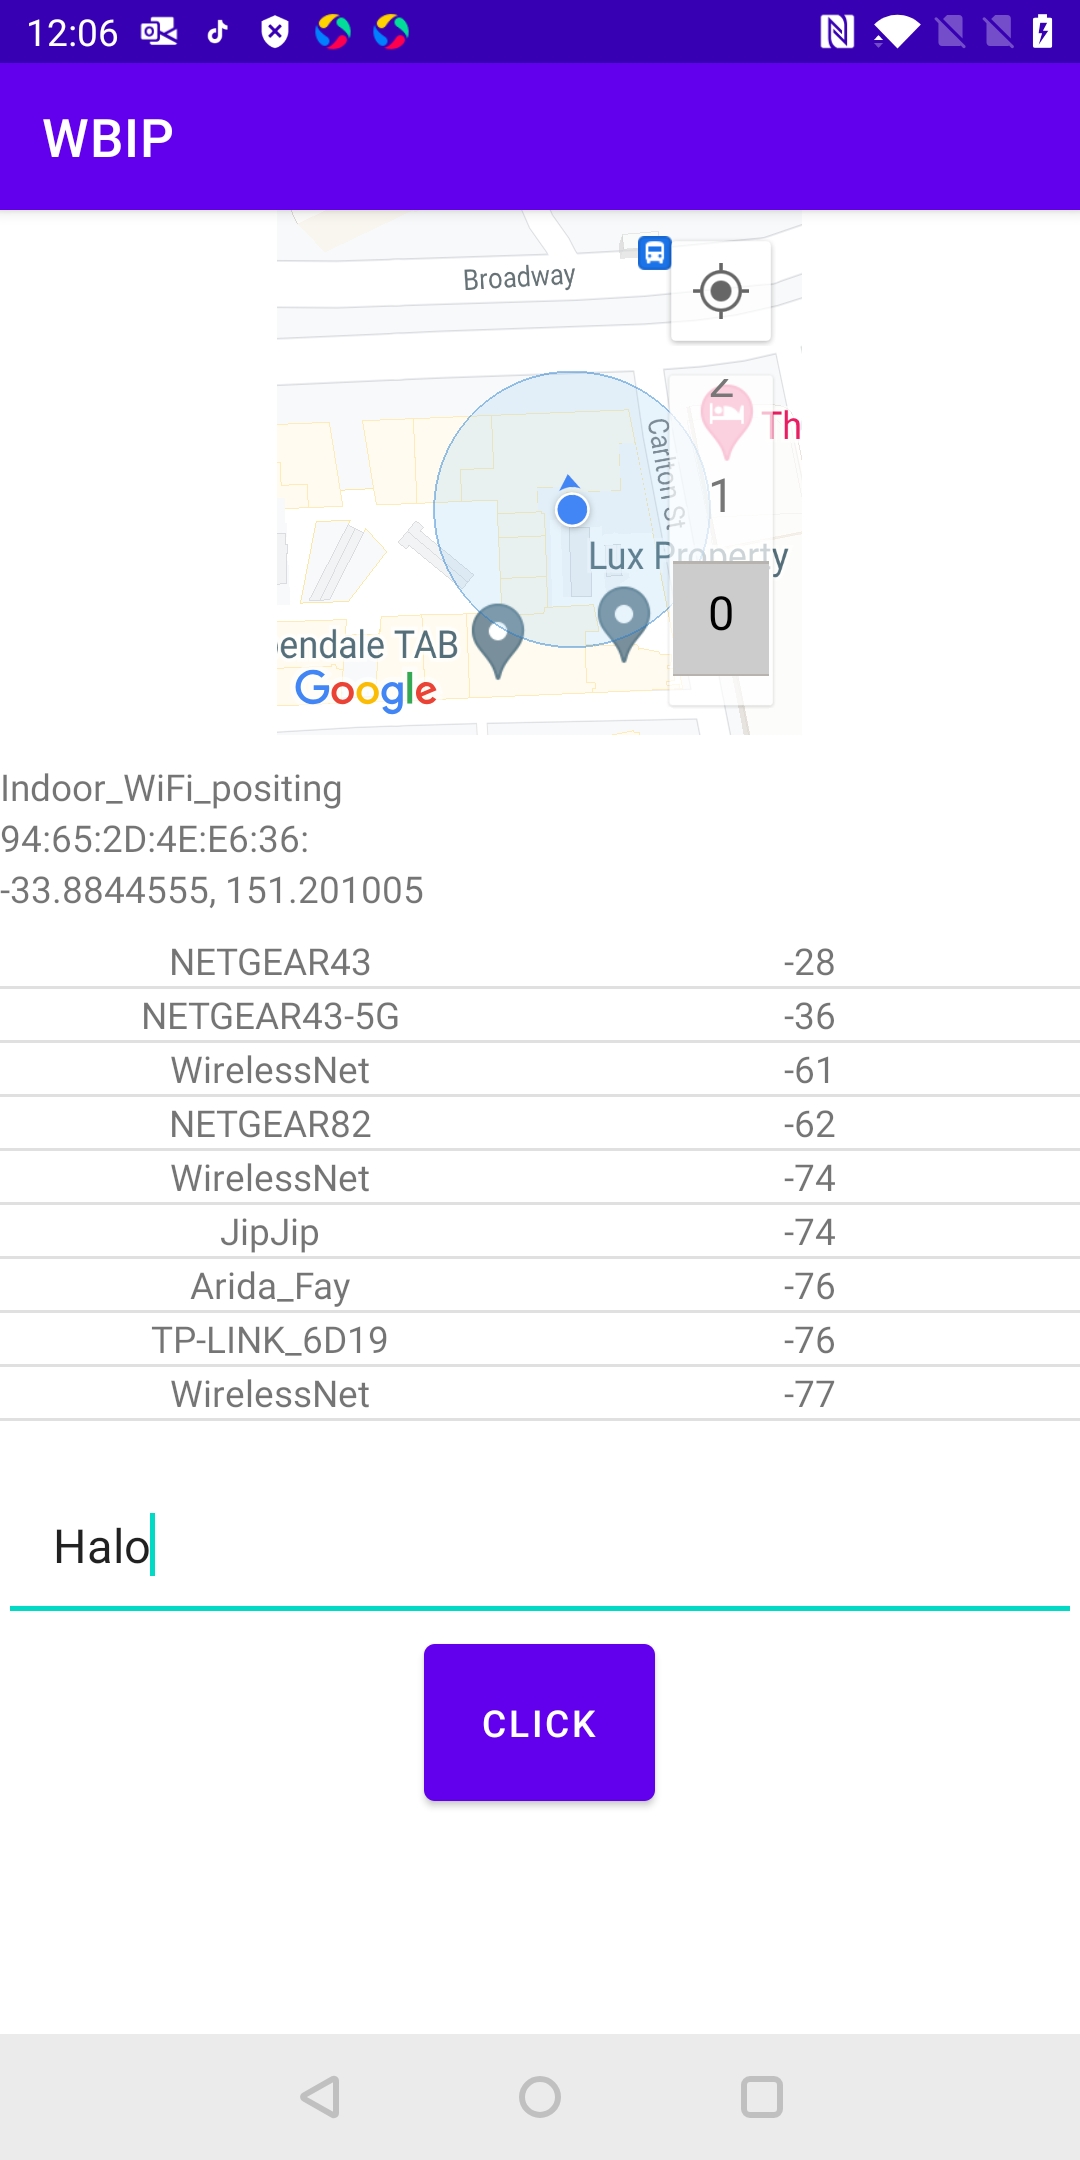 12:06
WBIP
Broadway
2
Th
Carlton St
1
Lux Property
0
endale TAB
Google
Indoor_WiFi_positing
94:65:2D:4E:E6:36:
-33.8844555, 151.201005
NETGEAR43 -28
NETGEAR43-5G -36
WirelessNet -61
NETGEAR82 -62
WirelessNet -74
JipJip -74
Arida_Fay -76
TP-LINK_6D19 -76
WirelessNet -77
Halo
CLICK